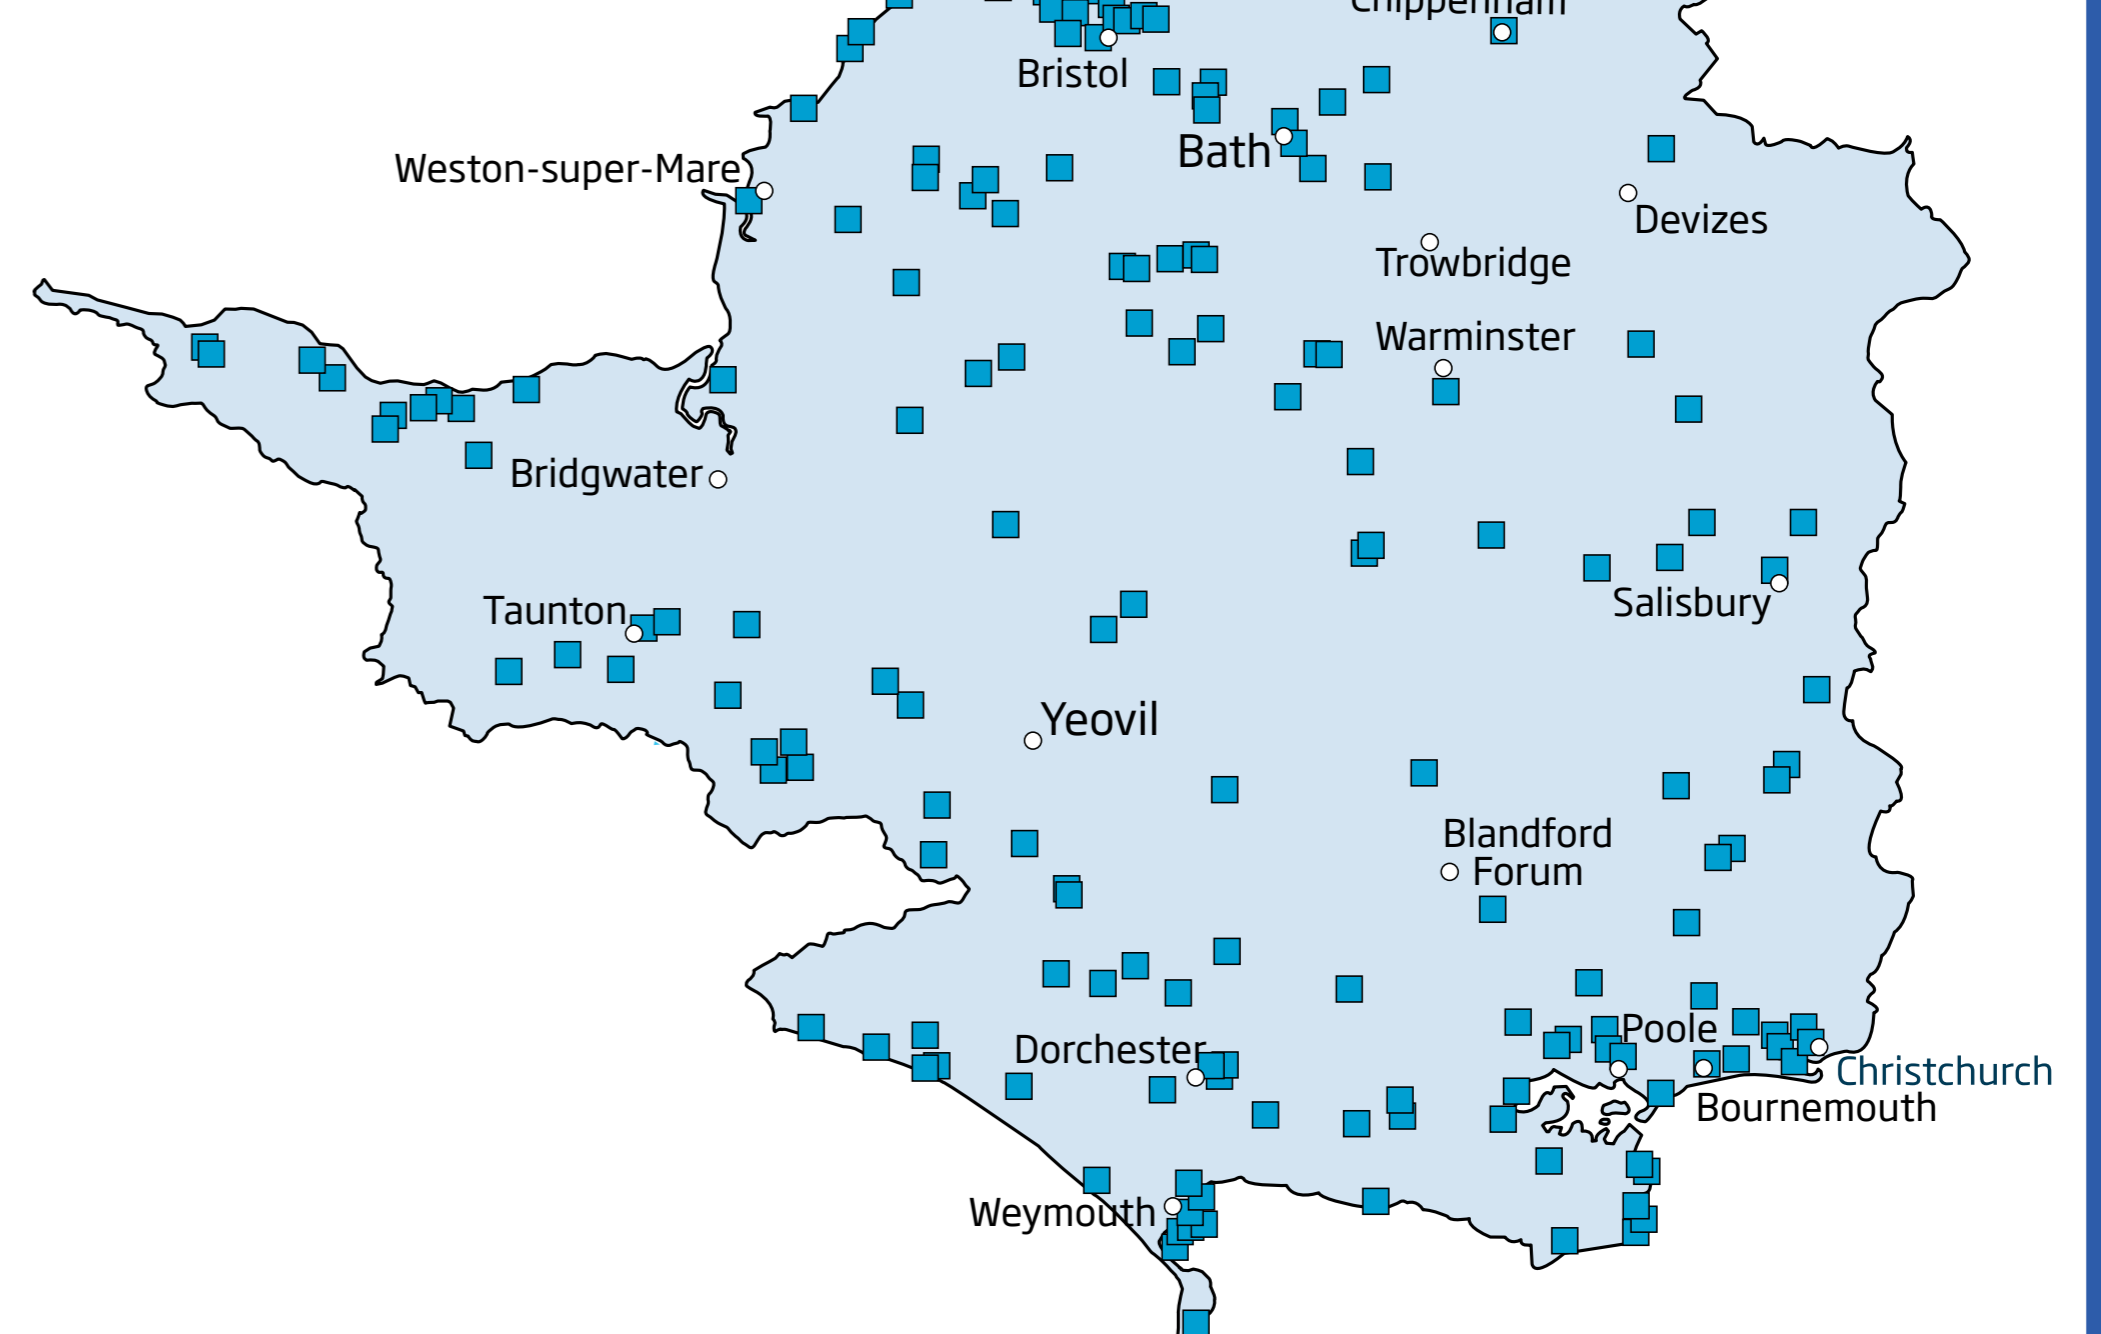 Chippenham
Bristol
Bath
Weston-super-Mare
Devizes
Trowbridge
Warminster
Bridgwater
Salisbury
Taunton
Yeovil
Blandford
Forum
Poole
Dorchester
Christchurch
Bournemouth
Weymouth